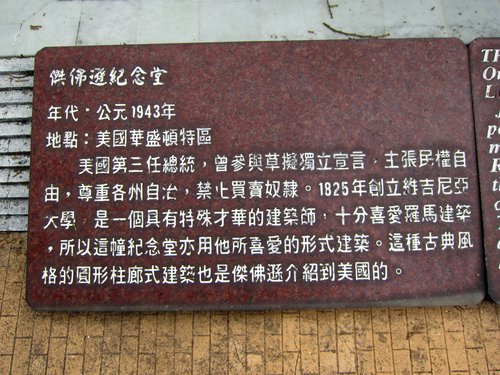 傑佛遜紀念堂
年代：公元1943年
地點：美國華盛頓特區
美國第三任總統，曾參與草擬獨立宣言，主張民權自
由，尊重各州自治，禁止買賣奴隸。1825年創立維吉尼亞
大學，是一個具有特殊才華的建築師，十分喜愛羅馬建築
，所以這幢紀念堂亦用他所喜愛的形式建築。這種古典風
格的圓形柱廊式建築也是傑佛遜介紹到美國的。